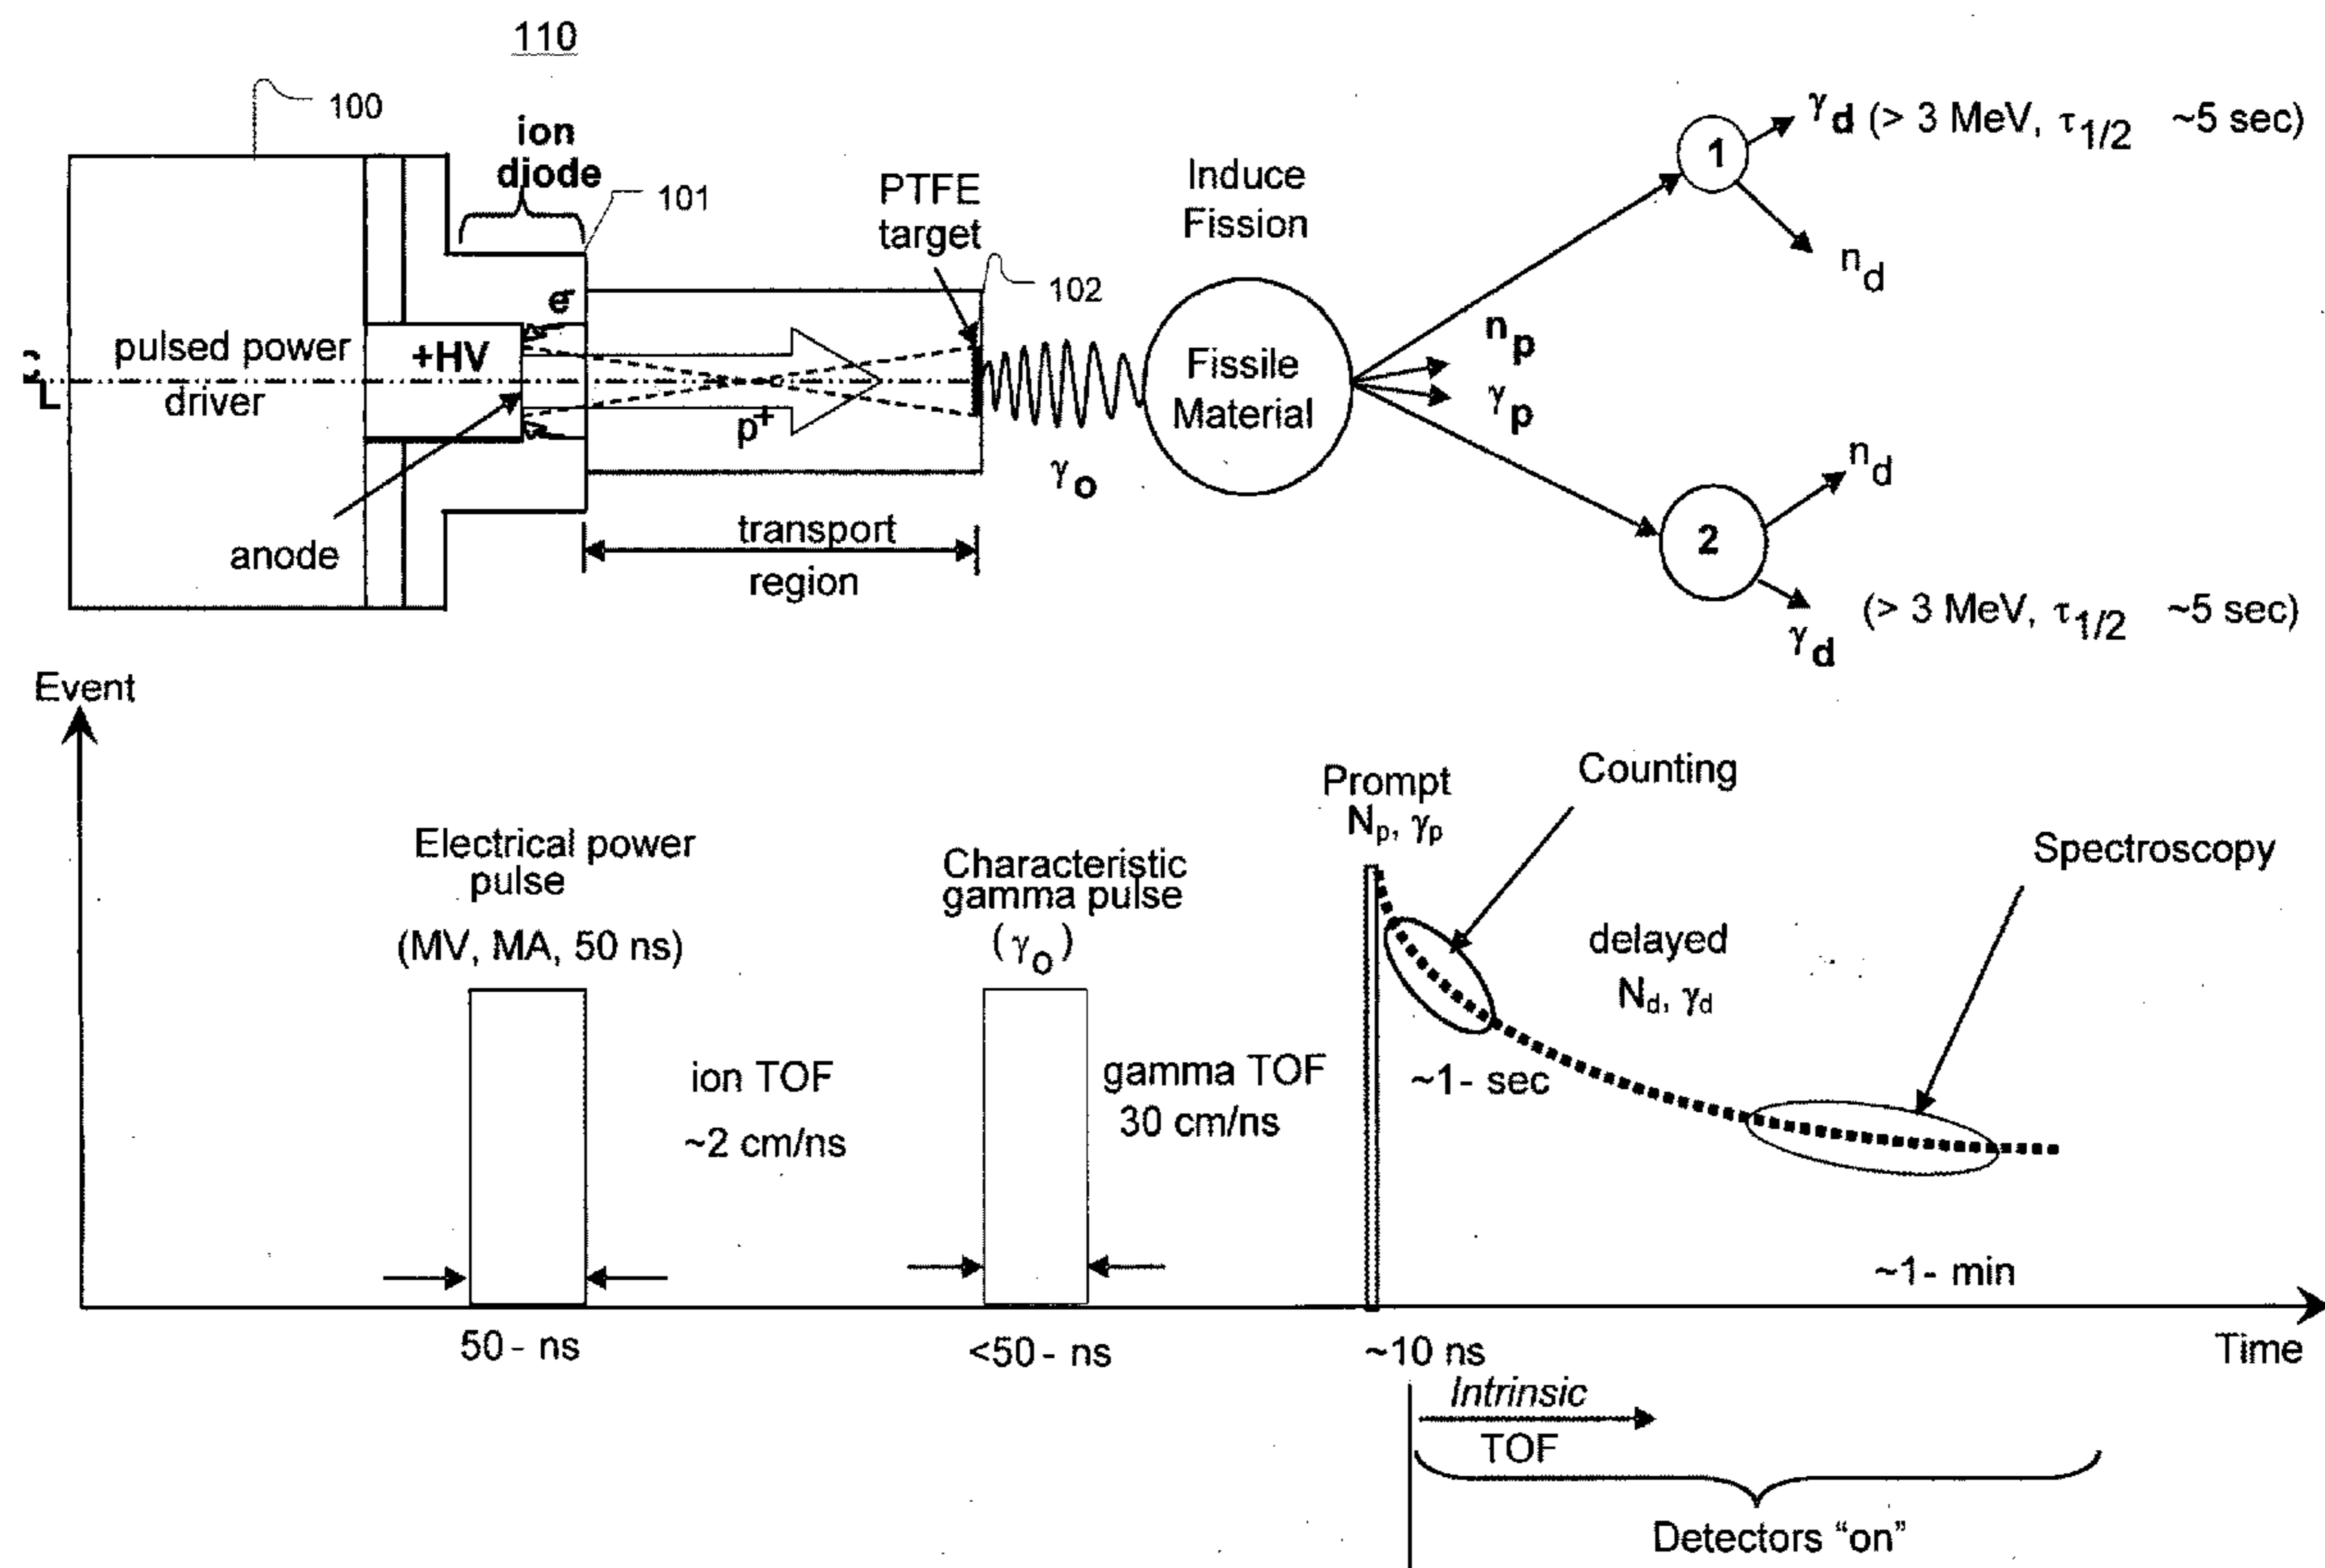 110
100
ion
diode
101
PTFE
target
102
Induce
Fission
1
γd (> 3 MeV, τ1/2 ~5 sec)
nd
e-
pulsed power
driver
+HV
p+
γo
Fissile
Material
np
γp
nd
2
(> 3 MeV, τ1/2 ~5 sec)
γd
anode
transport
region
Event
Electrical power
pulse
(MV, MA, 50 ns)
Characteristic
gamma pulse
(γo)
Prompt
Np, γp
Counting
Spectroscopy
delayed
Nd, γd
ion TOF
~2 cm/ns
gamma TOF
30 cm/ns
~1- sec
~1- min
50- ns
<50- ns
~10 ns
Time
Intrinsic
TOF
Detectors “on”